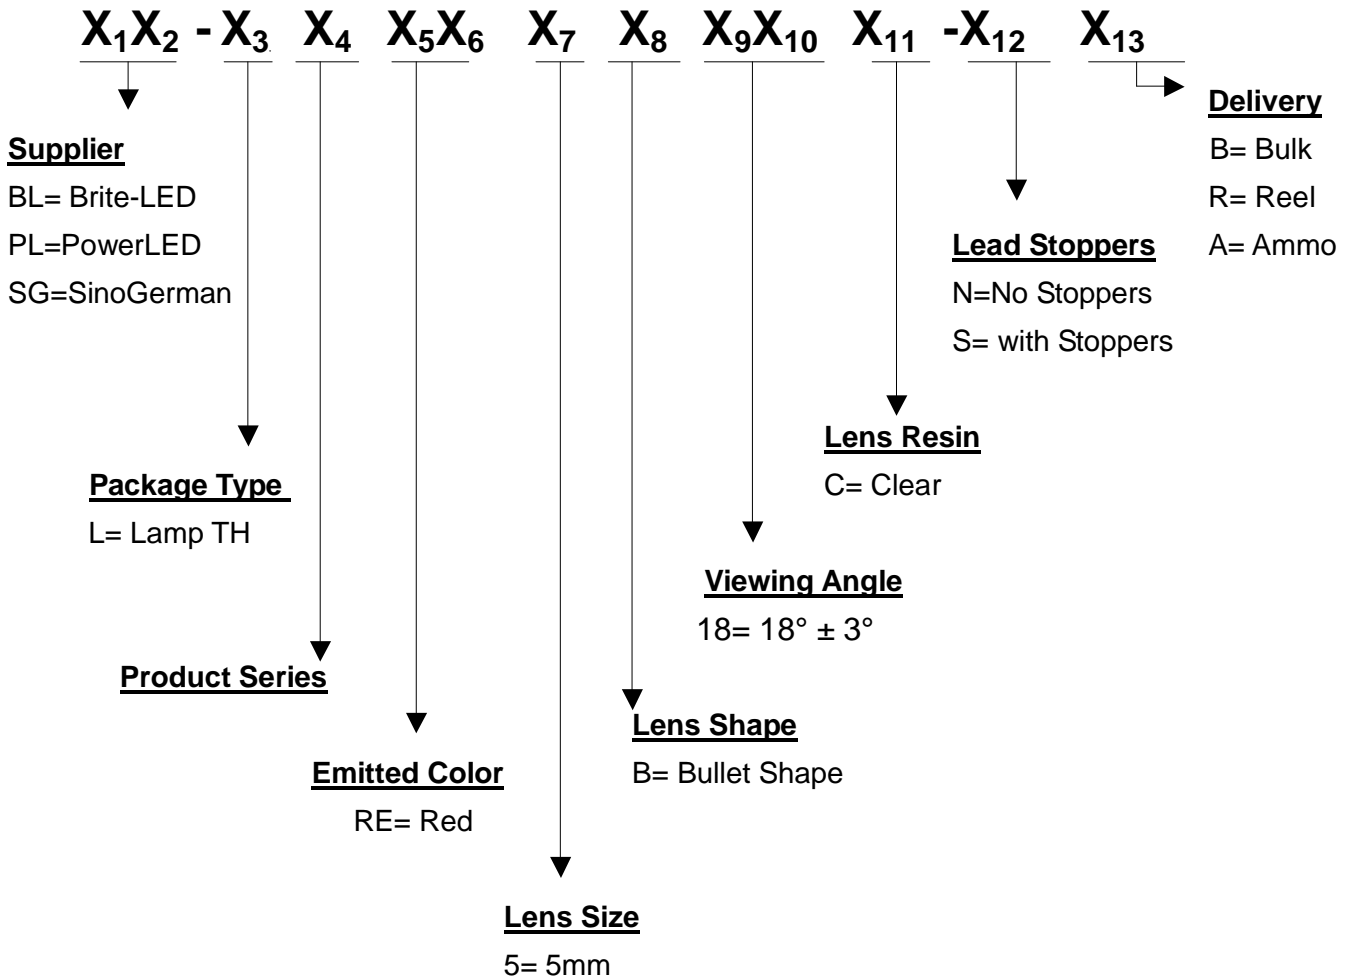 X1X2 - X3 X4 X5X6 X7 X8 X9X10 X11 -X12 X13
Supplier
BL= Brite-LED
PL=PowerLED
SG=SinoGerman
Package Type
L= Lamp TH
Product Series
Emitted Color
RE= Red
Lens Size
5= 5mm
Lens Shape
B= Bullet Shape
Viewing Angle
18= 18° ± 3°
Lens Resin
C= Clear
Lead Stoppers
N=No Stoppers
S= with Stoppers
Delivery
B= Bulk
R= Reel
A= Ammo